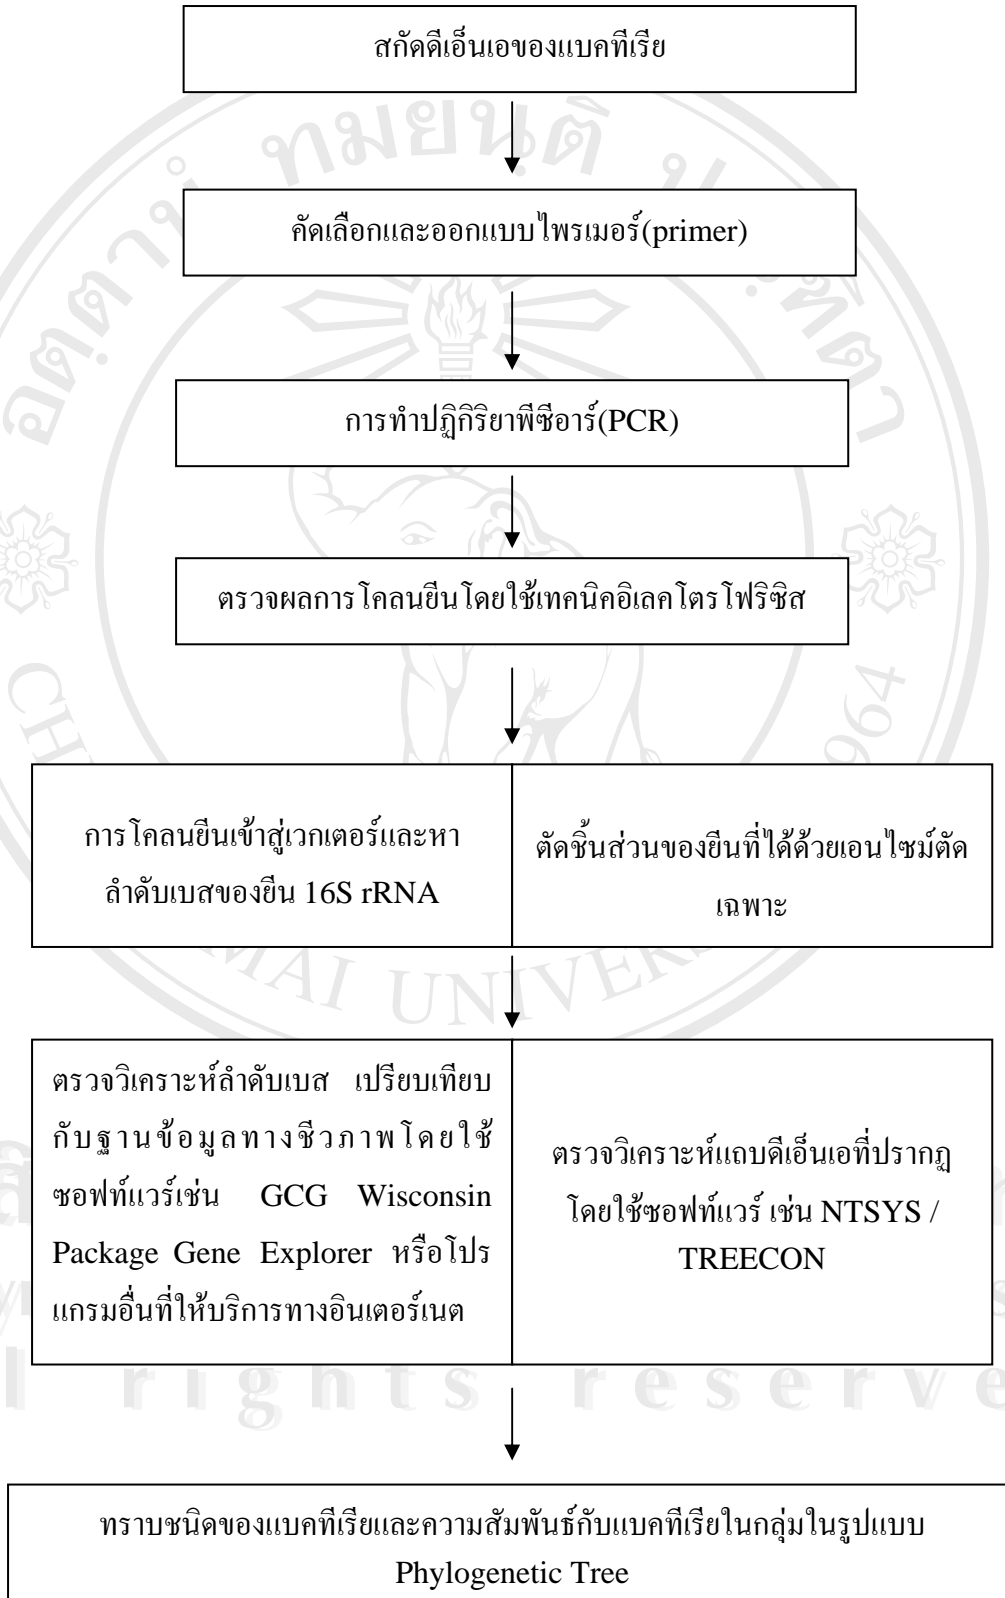 สกัดดีเอ็นเอของแบคทีเรีย
คัดเลือกและออกแบบไพรเมอร์(primer)
การทำปฏิกิริยาพีซีอาร์(PCR)
ตรวจผลการโคลนยีนโดยใช้เทคนิคอิเลคโตรโฟริซิส
การโคลนยีนเข้าสู่เวกเตอร์และหา
ลำดับเบสของยีน 16S rRNA
ตัดชิ้นส่วนของยีนที่ได้ด้วยเอนไซม์ตัด
เฉพาะ
ตรวจวิเคราะห์ลำดับเบส เปรียบเทียบ
กับฐานข้อมูลทางชีวภาพโดยใช้
ซอฟท์แวร์เช่น GCG Wisconsin
Package Gene Explorer หรือโปร
แกรมอื่นที่ให้บริการทางอินเตอร์เนต
ตรวจวิเคราะห์แถบดีเอ็นเอที่ปรากฏ
โดยใช้ซอฟท์แวร์ เช่น NTSYS /
TREECON
ทราบชนิดของแบคทีเรียและความสัมพันธ์กับแบคทีเรียในกลุ่มในรูปแบบ
Phylogenetic Tree
rights